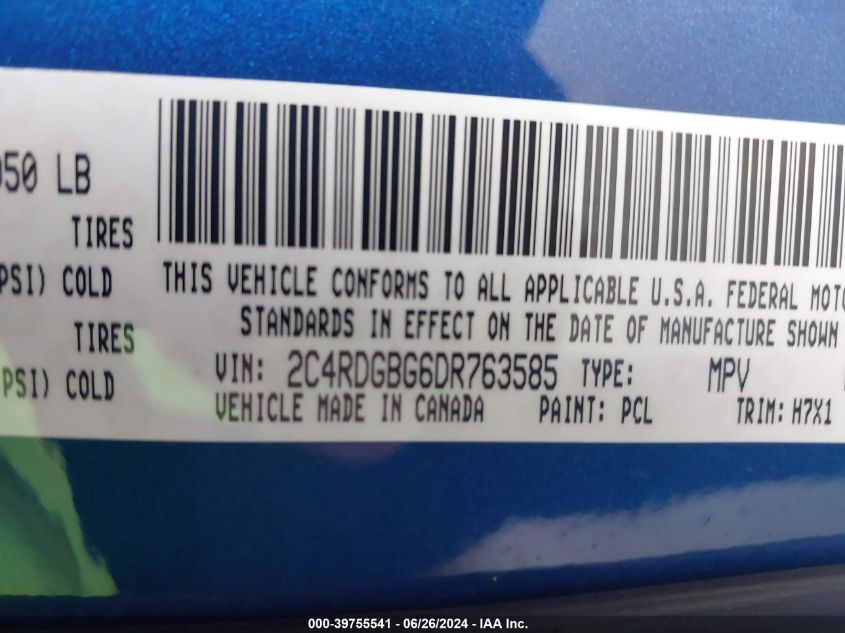 050 LB
TIRES
PSI) COLD
TIRES
PSI) COLD
THIS VEHICLE CONFORMS TO ALL APPLICABLE U.S.A. FEDERAL MOTO
STANDARDS IN EFFECT ON THE DATE OF MANUFACTURE SHOWN
VIN: 2C4RDGBG6DR763585 TYPE: MPV
VEHICLE MADE IN CANADA PAINT: PCL TRIM: H7X1
000-39755541 - 06/26/2024 - IAA Inc.